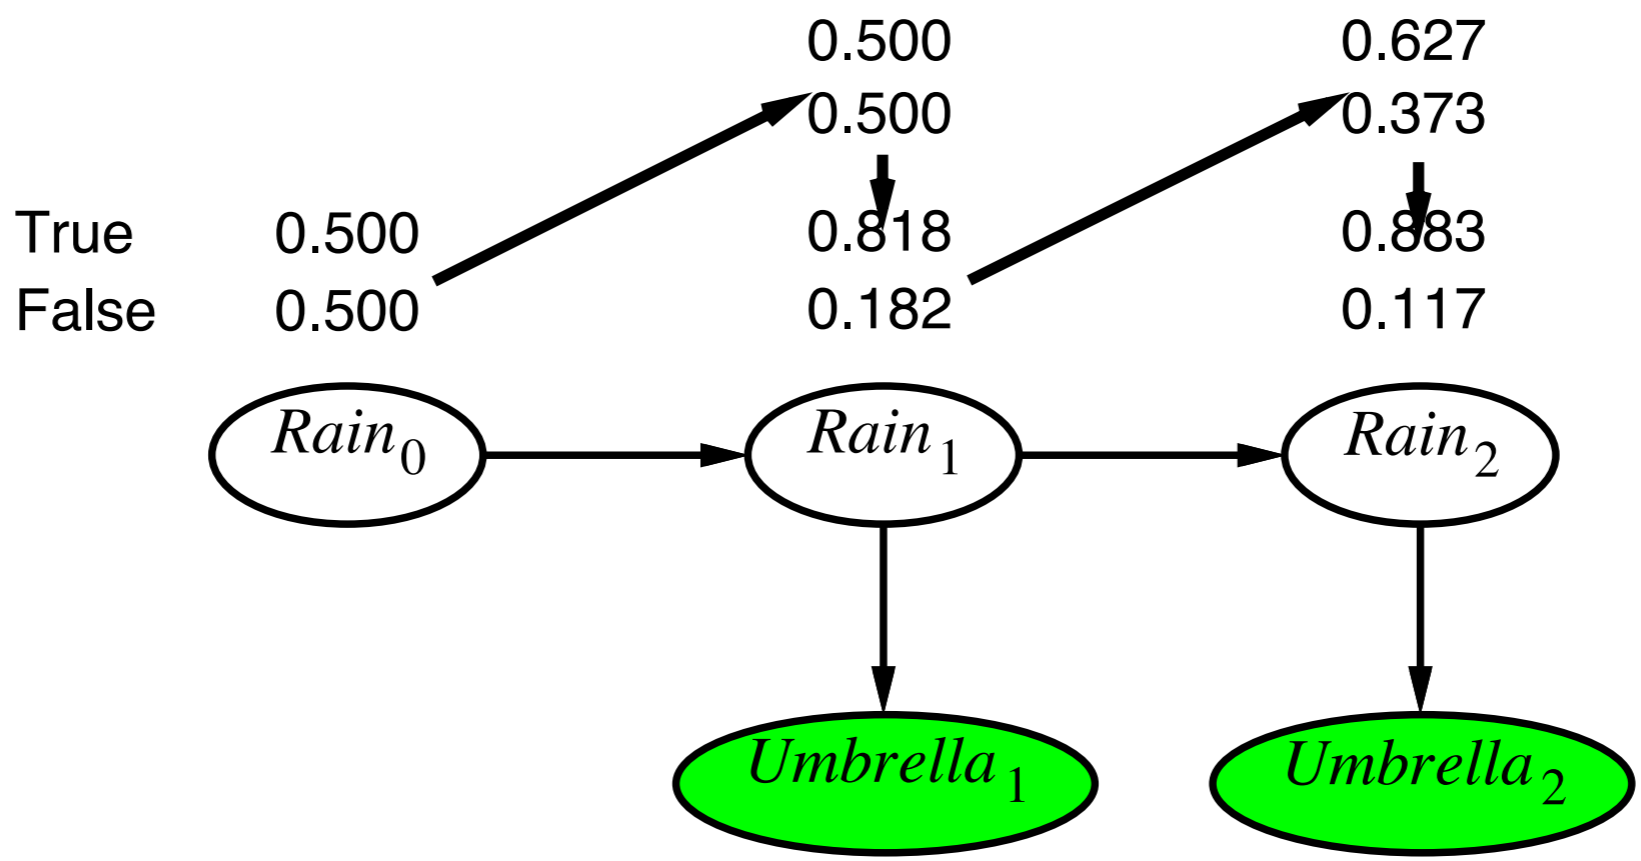 0.500 0.627
0.500 0.373
True 0.500 0.818 0.883
False 0.500 0.182 0.117
Rain0 Rain1 Rain2
Umbrella1 Umbrella2